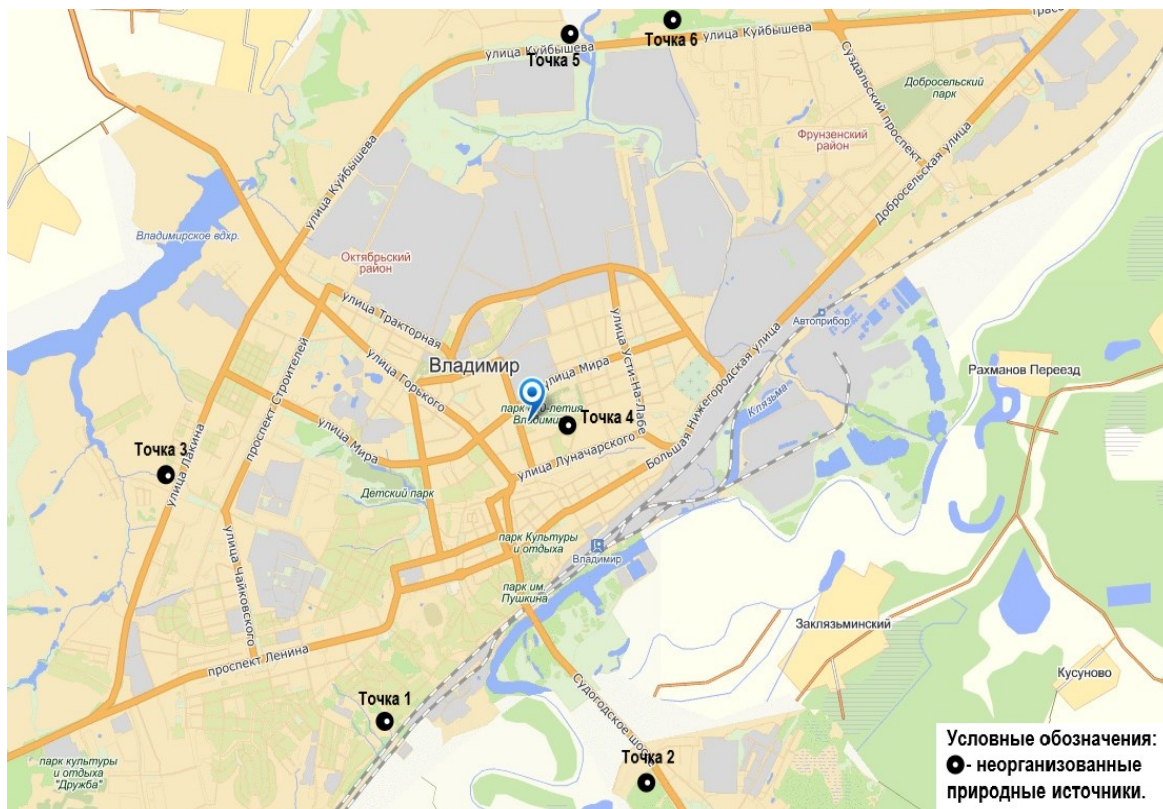 Точка 6
Точка 5
улица Куйбышева
улица Куйбышева
Суздальский проспект
Добросельский
парк
Фрунзенский
район
Добросельская улица
улица Куйбышева
Владимирское вдхр.
Октябрьский
район
улица Тракторная
проспект Строителей
улица Горького
Владимир
улица Мира
улица Усти-На-Лабе
Большая Нижегородская улица
Автоприбор
Клязьма
Рахманов Переезд
Точка 4
Точка 3
улица Лакина
улица Мира
улица Луначарского
Детский парк
парк Культуры
и отдыха
Владимир
парк им.
Пушкина
улица Чайковского
проспект Ленина
Заклязьминский
Кусуново
Точка 1
Судогодское шос
Точка 2
парк культуры
и отдыха
"Дружба"
Условные обозначения:
- неорганизованные
природные источники.